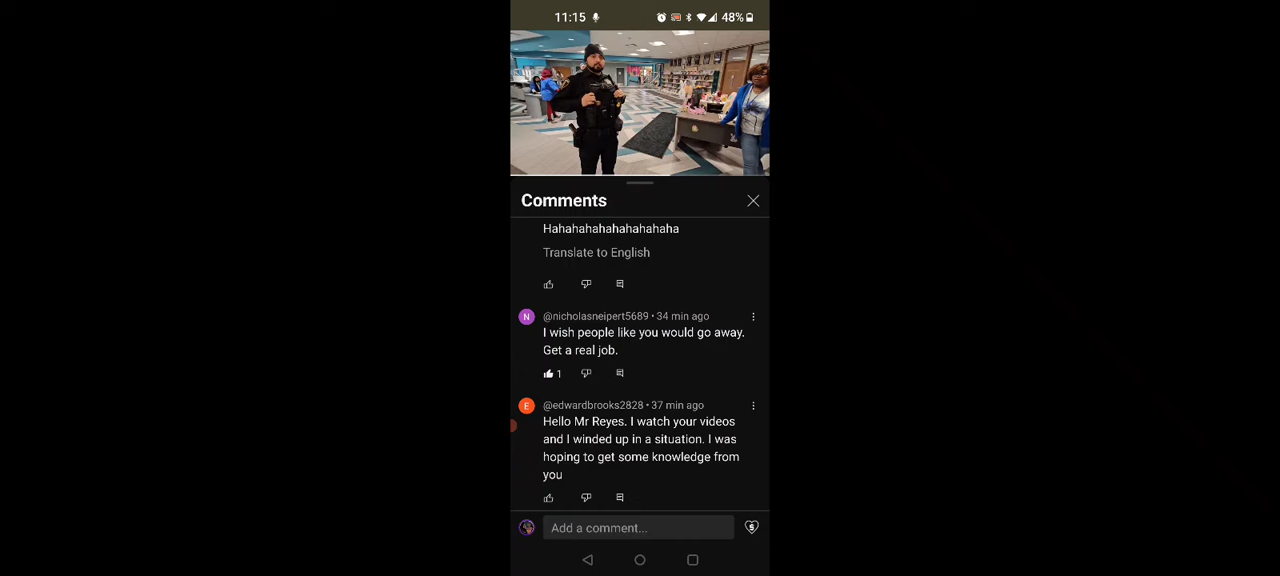 11:15 48%
Comments
Hahahahahahahahaha
Translate to English
@nicholasneipert5689 • 34 min ago
I wish people like you would go away.
Get a real job.
1
@edwardbrooks2828 • 37 min ago
Hello Mr Reyes. I watch your videos
and I winded up in a situation. I was
hoping to get some knowledge from
you
Add a comment...
N
E